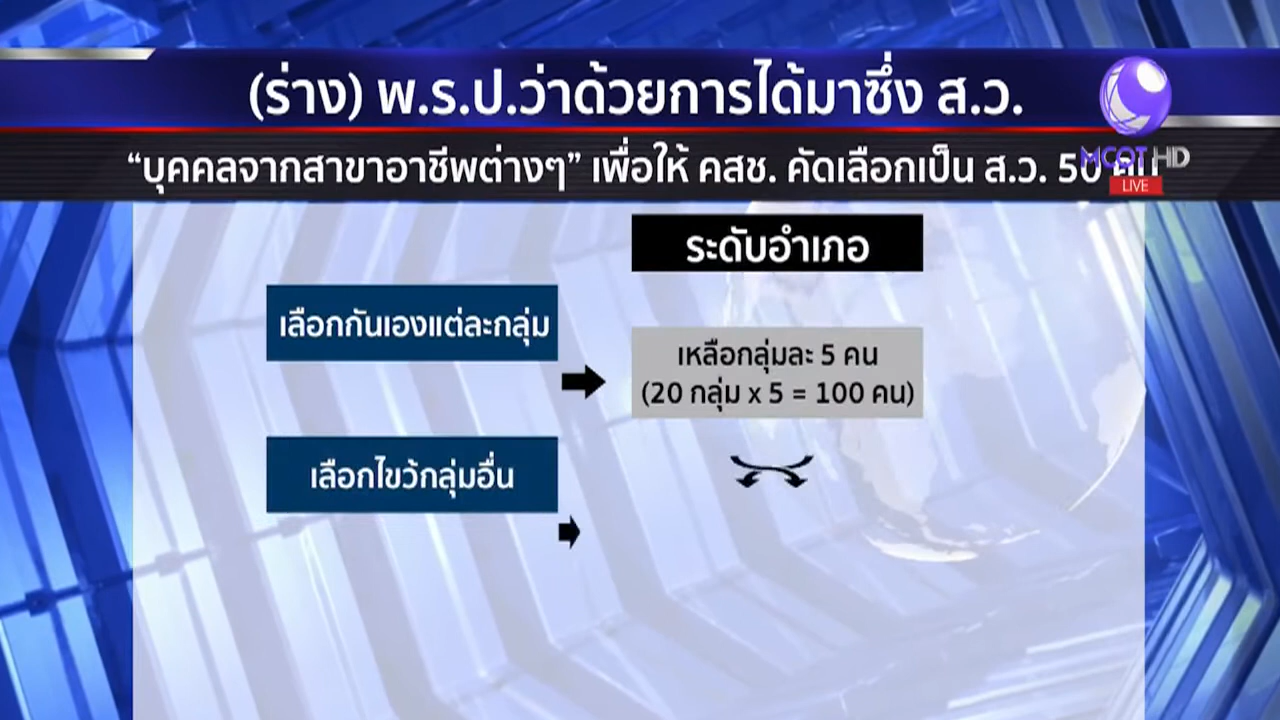 (ร่าง) พ.ร.ป.ว่าด้วยการได้มาซึ่ง ส.ว.
“บุคคลจากสาขาอาชีพต่างๆ” เพื่อให้ คสช. คัดเลือกเป็น ส.ว. 50 คน
MCOT HD
LIVE
ระดับอำเภอ
เลือกกันเองแต่ละกลุ่ม
เหลือกลุ่มละ 5 คน
(20 กลุ่ม x 5 = 100 คน)
เลือกไขว้กลุ่มอื่น